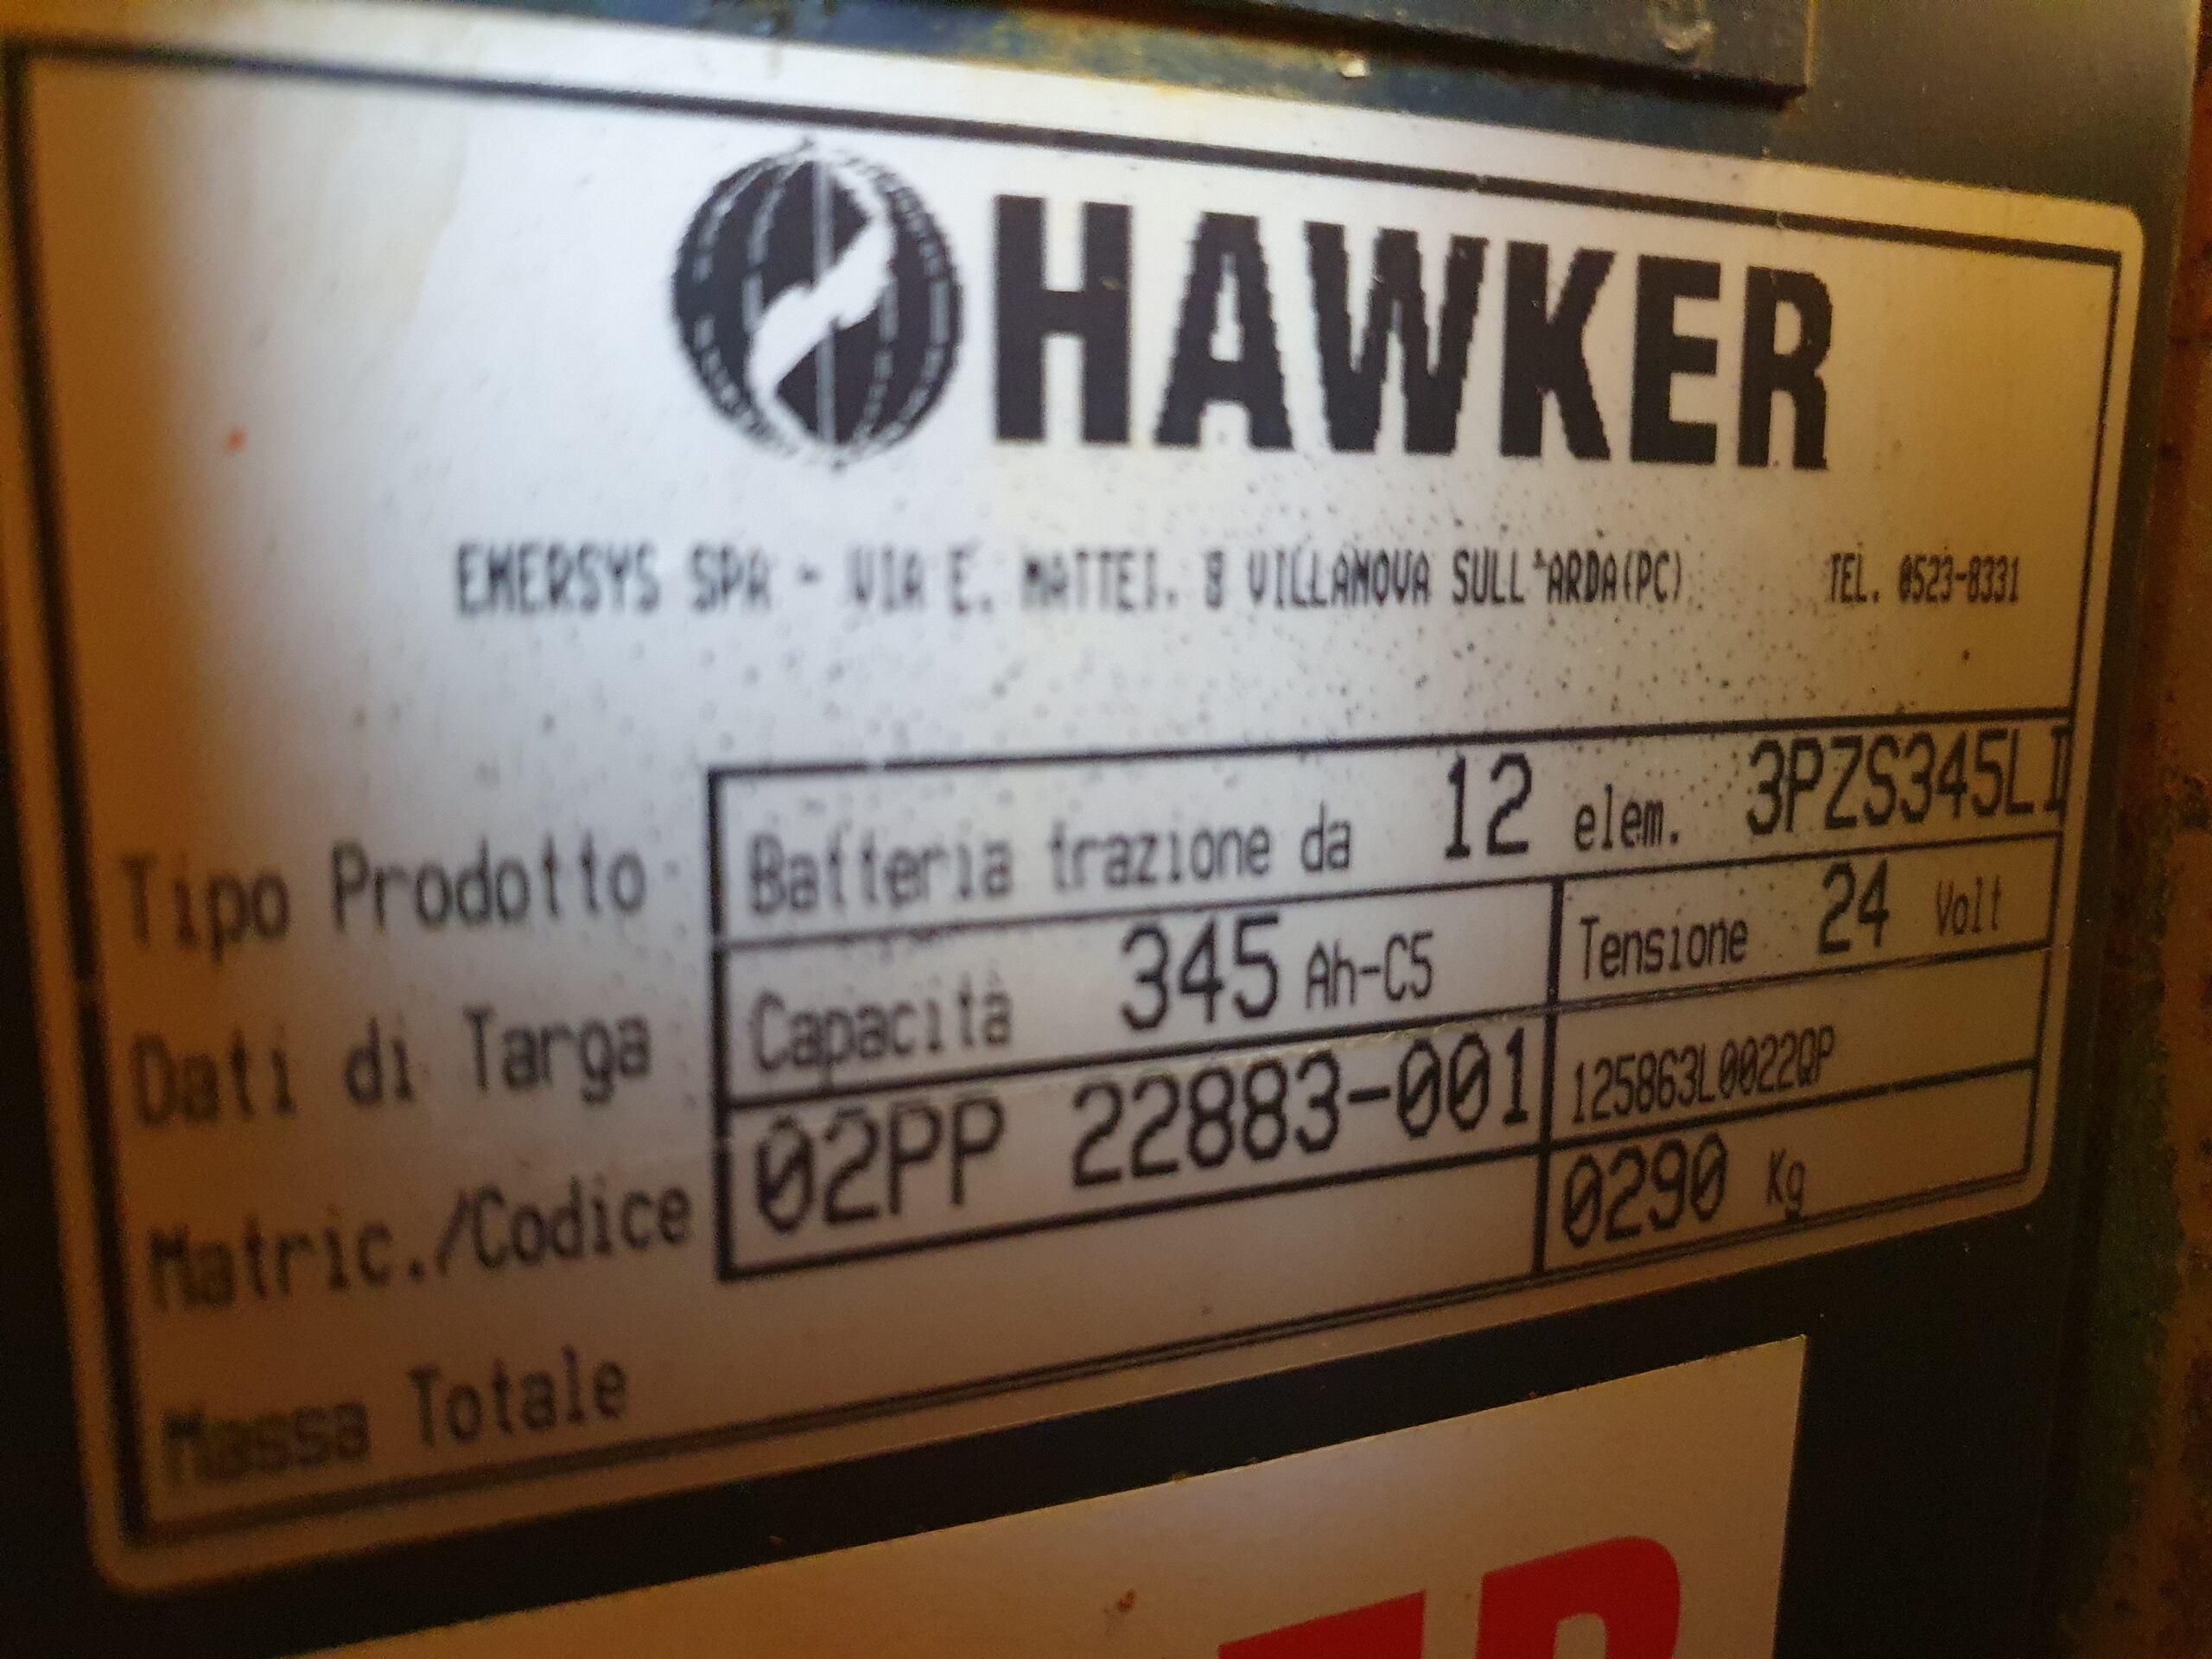 HAWKER
ENERSYS SPA - VIA E. MATTEI. 8 VILLANOVA SULL'ARDA(PC) TEL. 0523-8331
Tipo Prodotto Batteria trazione da 12 elem. 3PZS345LI
Dati di Targa Capacità 345 Ah-C5 Tensione 24 Volt
Matric./Codice 02PP 22883-001 125863L0022QP
Massa Totale 0290 Kg